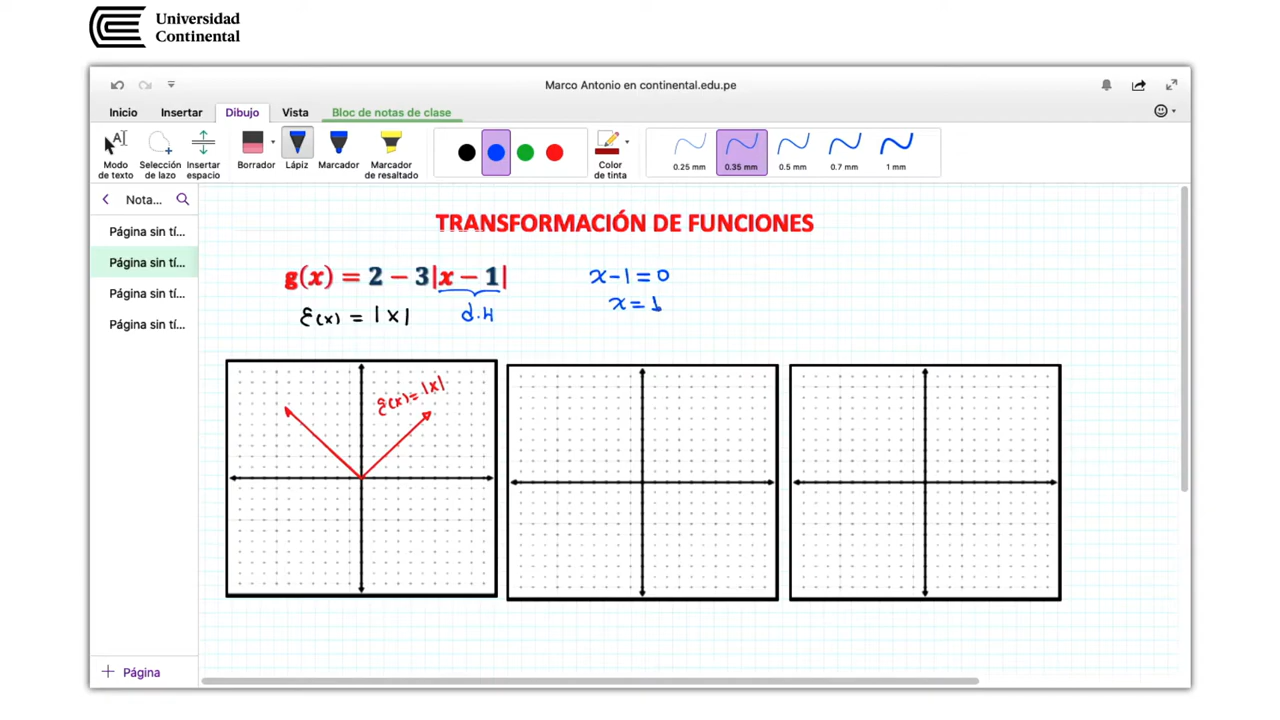 Universidad
Continental
Marco Antonio en continental.edu.pe
Inicio
Insertar
Dibujo
Vista
Bloc de notas de clase
Modo
de texto
Selección
de lazo
Insertar
espacio
Borrador
Lápiz
Marcador
Marcador
de resaltado
Color
de tinta
0.25 mm
0.35 mm
0.5 mm
0.7 mm
1 mm
Nota...
Página sin tí...
Página sin tí...
Página sin tí...
Página sin tí...
Página
TRANSFORMACIÓN DE FUNCIONES
g(x) = 2 − 3|x − 1|
x-1=0
x=1
f(x) = |x|
d.H
f(x)=|x|